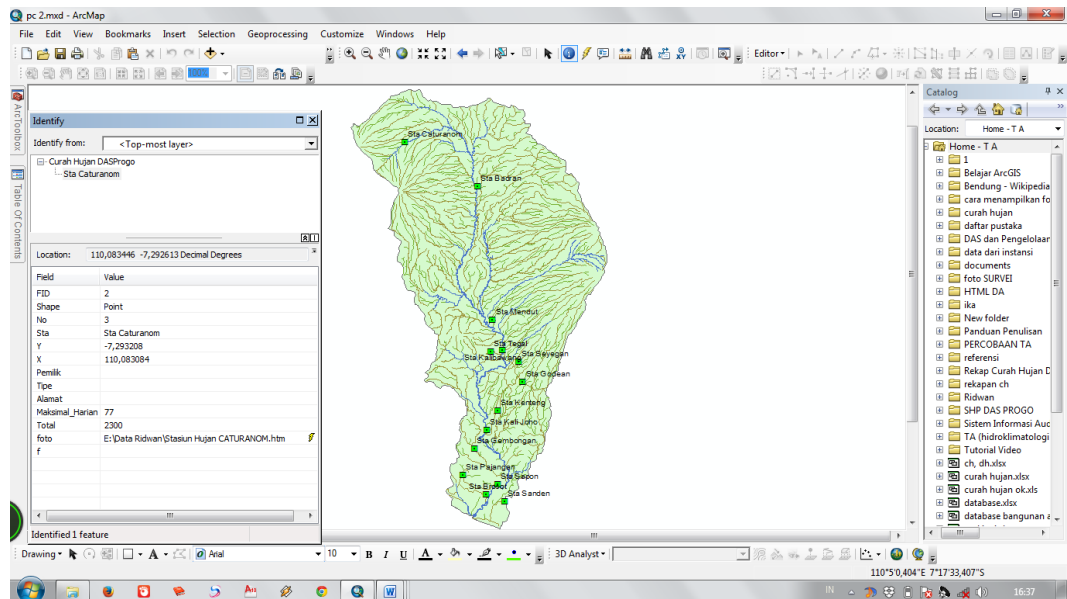 pc 2.mxd - ArcMap
File Edit View Bookmarks Insert Selection Geoprocessing Customize Windows Help
100%
Editor
ArcToolbox
Table Of Contents
Identify
Identify from: <Top-most layer>
Curah Hujan DASProgo
Sta Caturanom
Location: 110,083446 -7,292613 Decimal Degrees
Field Value
FID 2
Shape Point
No 3
Sta Sta Caturanom
Y -7,293208
X 110,083084
Pemilik
Tipe
Alamat
Maksimal_Harian 77
Total 2300
foto E:\Data Ridwan\Stasiun Hujan CATURANOM.htm
f
Identified 1 feature
Sta Caturanom
Sta Badran
Sta Mendut
Sta Tegal
Sta Kalibawang
Sta Seyegan
Sta Godean
Sta Kenteng
Sta Kali Joho
Sta Gembongan
Sta Pajangan
Sta Sapon
Sta Brosot
Sta Sanden
Catalog
Location: Home - T A
Home - T A
1
Belajar ArcGIS
Bendung - Wikipedia
cara menampilkan fo
curah hujan
daftar pustaka
DAS dan Pengelolaar
data dari instansi
documents
foto SURVEI
HTML DA
ika
New folder
Panduan Penulisan
PERCOBAAN TA
referensi
Rekap Curah Hujan D
rekapan ch
Ridwan
SHP DAS PROGO
Sistem Informasi Auc
TA (hidroklimatologi
Tutorial Video
ch, dh.xlsx
curah hujan.xlsx
curah hujan ok.xls
database.xlsx
database bangunan a
Drawing A Arial 10 B I U A 3D Analyst
110°5'0,404"E 7°17'33,407"S
Au W IN 16:37